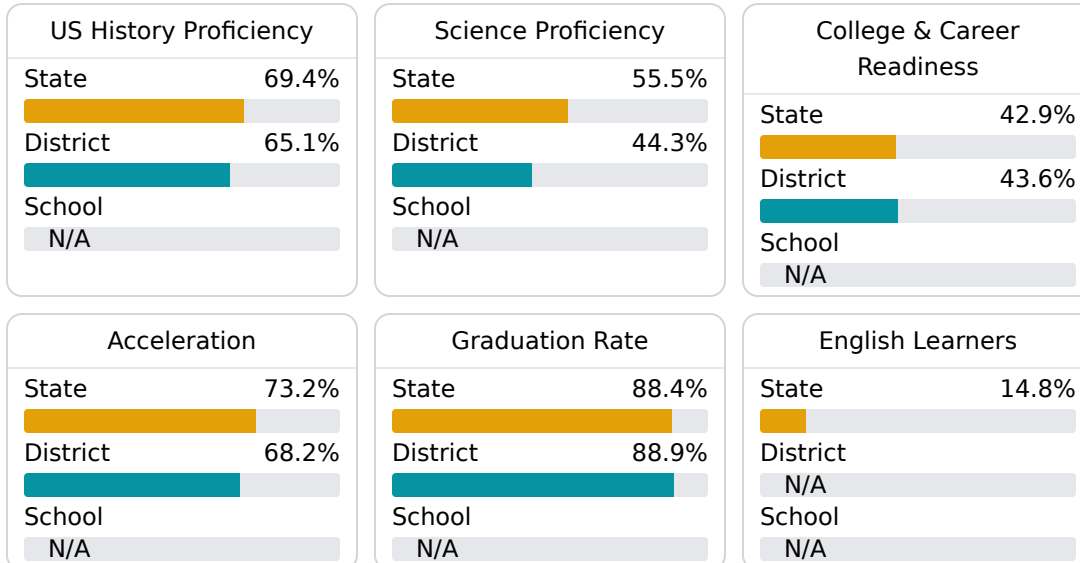 US History Proficiency
State 69.4%
District 65.1%
School
N/A
Science Proficiency
State 55.5%
District 44.3%
School
N/A
College & Career
Readiness
State 42.9%
District 43.6%
School
N/A
Acceleration
State 73.2%
District 68.2%
School
N/A
Graduation Rate
State 88.4%
District 88.9%
School
N/A
English Learners
State 14.8%
District
N/A
School
N/A